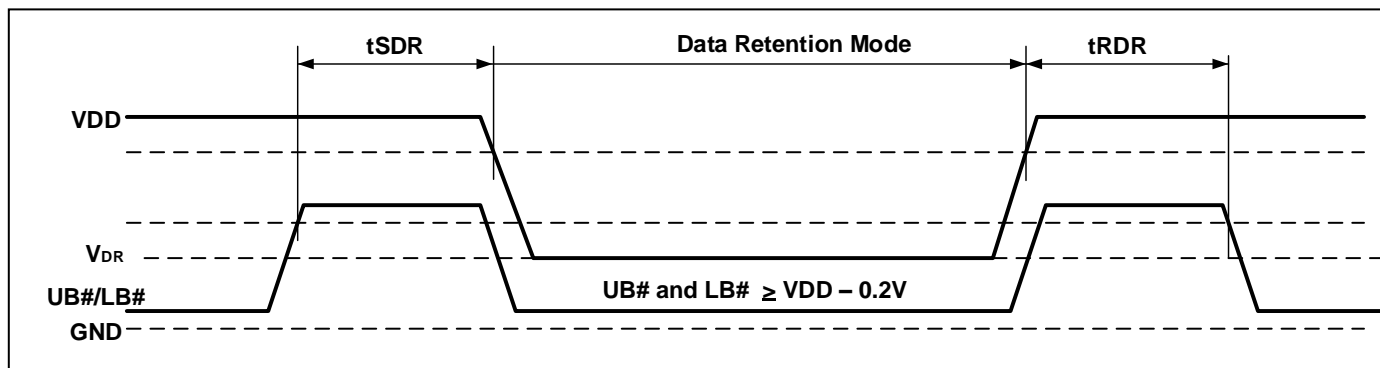 tSDR
Data Retention Mode
tRDR
VDD
VDR
UB#/LB#
UB# and LB# ≥ VDD – 0.2V
GND